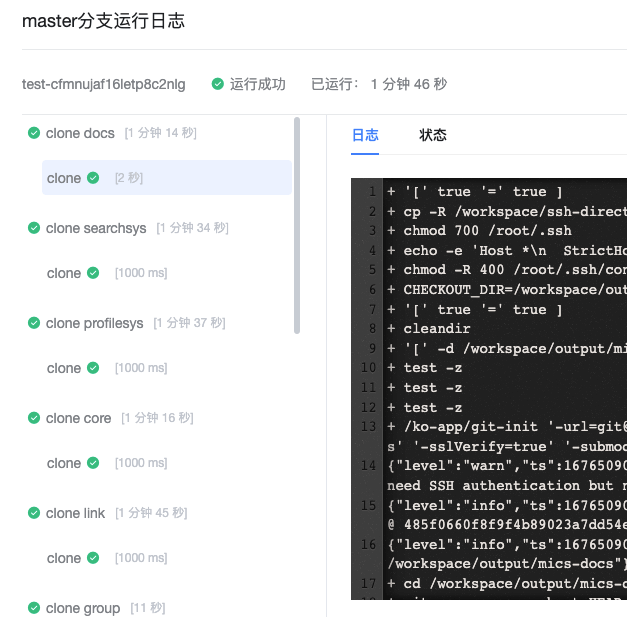 master分支运行日志
test-cfmnujaf16letp8c2nlg 运行成功 已运行： 1 分钟 46 秒
clone docs [1 分钟 14 秒]
clone [2 秒]
clone searchsys [1 分钟 34 秒]
clone [1000 ms]
clone profilesys [1 分钟 37 秒]
clone [1000 ms]
clone core [1 分钟 16 秒]
clone [1000 ms]
clone link [1 分钟 45 秒]
clone [1000 ms]
clone group [11 秒]
日志 状态
1 + '[' true '=' true ]
2 + cp -R /workspace/ssh-direct
3 + chmod 700 /root/.ssh
4 + echo -e 'Host *\n StrictHo
5 + chmod -R 400 /root/.ssh/con
6 + CHECKOUT_DIR=/workspace/out
7 + '[' true '=' true ]
8 + cleandir
9 + '[' -d /workspace/output/mi
10 + test -z
11 + test -z
12 + test -z
13 + /ko-app/git-init '-url=git@
s' '-sslVerify=true' '-submod
14 {"level":"warn","ts":16765090
need SSH authentication but n
15 {"level":"info","ts":16765090
@ 485f0660f8f9f4b89023a7dd54e
16 {"level":"info","ts":16765090
/workspace/output/mics-docs"}
17 + cd /workspace/output/mics-d